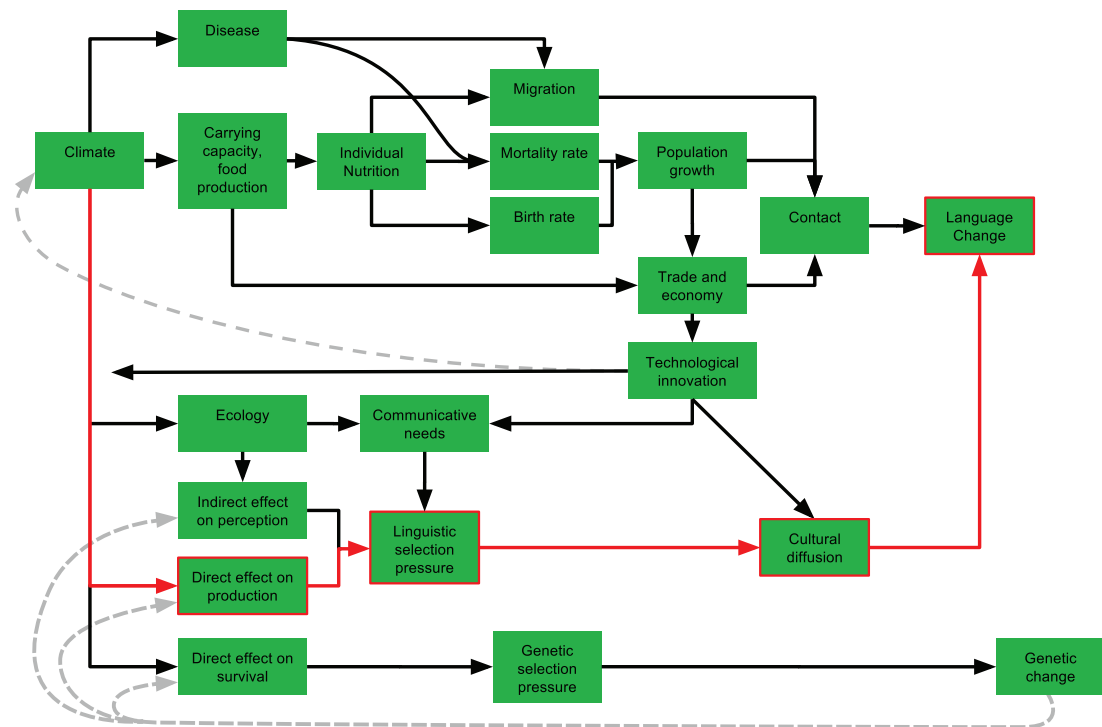 Disease
Migration
Climate
Carrying
capacity,
food
production
Individual
Nutrition
Mortality rate
Population
growth
Birth rate
Contact
Language
Change
Trade and
economy
Technological
innovation
Ecology
Communicative
needs
Indirect effect
on perception
Linguistic
selection
pressure
Cultural
diffusion
Direct effect on
production
Direct effect on
survival
Genetic
selection
pressure
Genetic
change